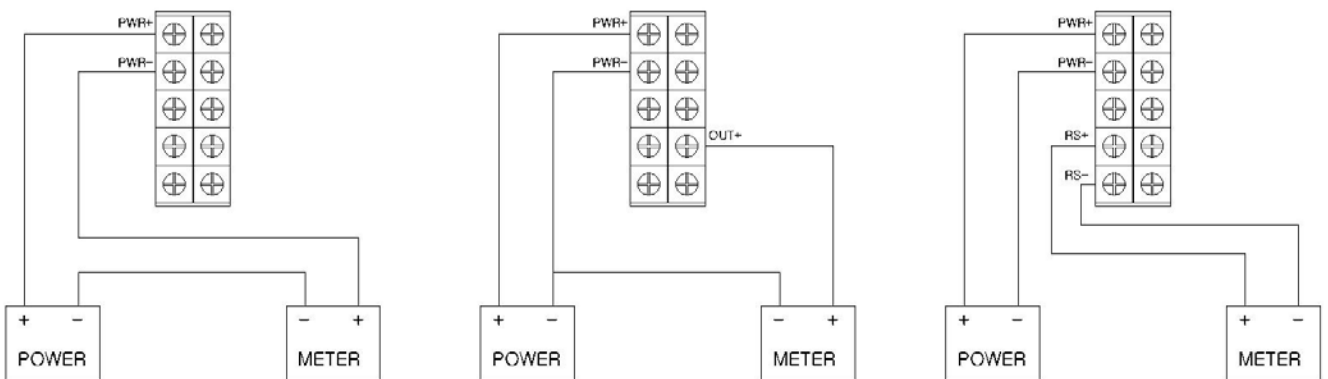 PWR+
PWR-
+ -
POWER
- +
METER
PWR+
PWR-
OUT+
+ -
POWER
- +
METER
PWR+
PWR-
RS+
RS-
+ -
POWER
+ -
METER